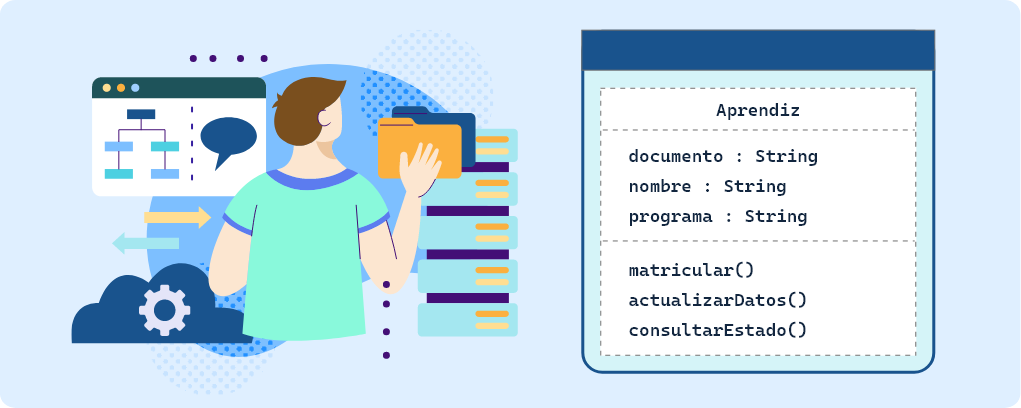 Aprendiz
documento : String
nombre : String
programa : String
matricular()
actualizarDatos()
consultarEstado()